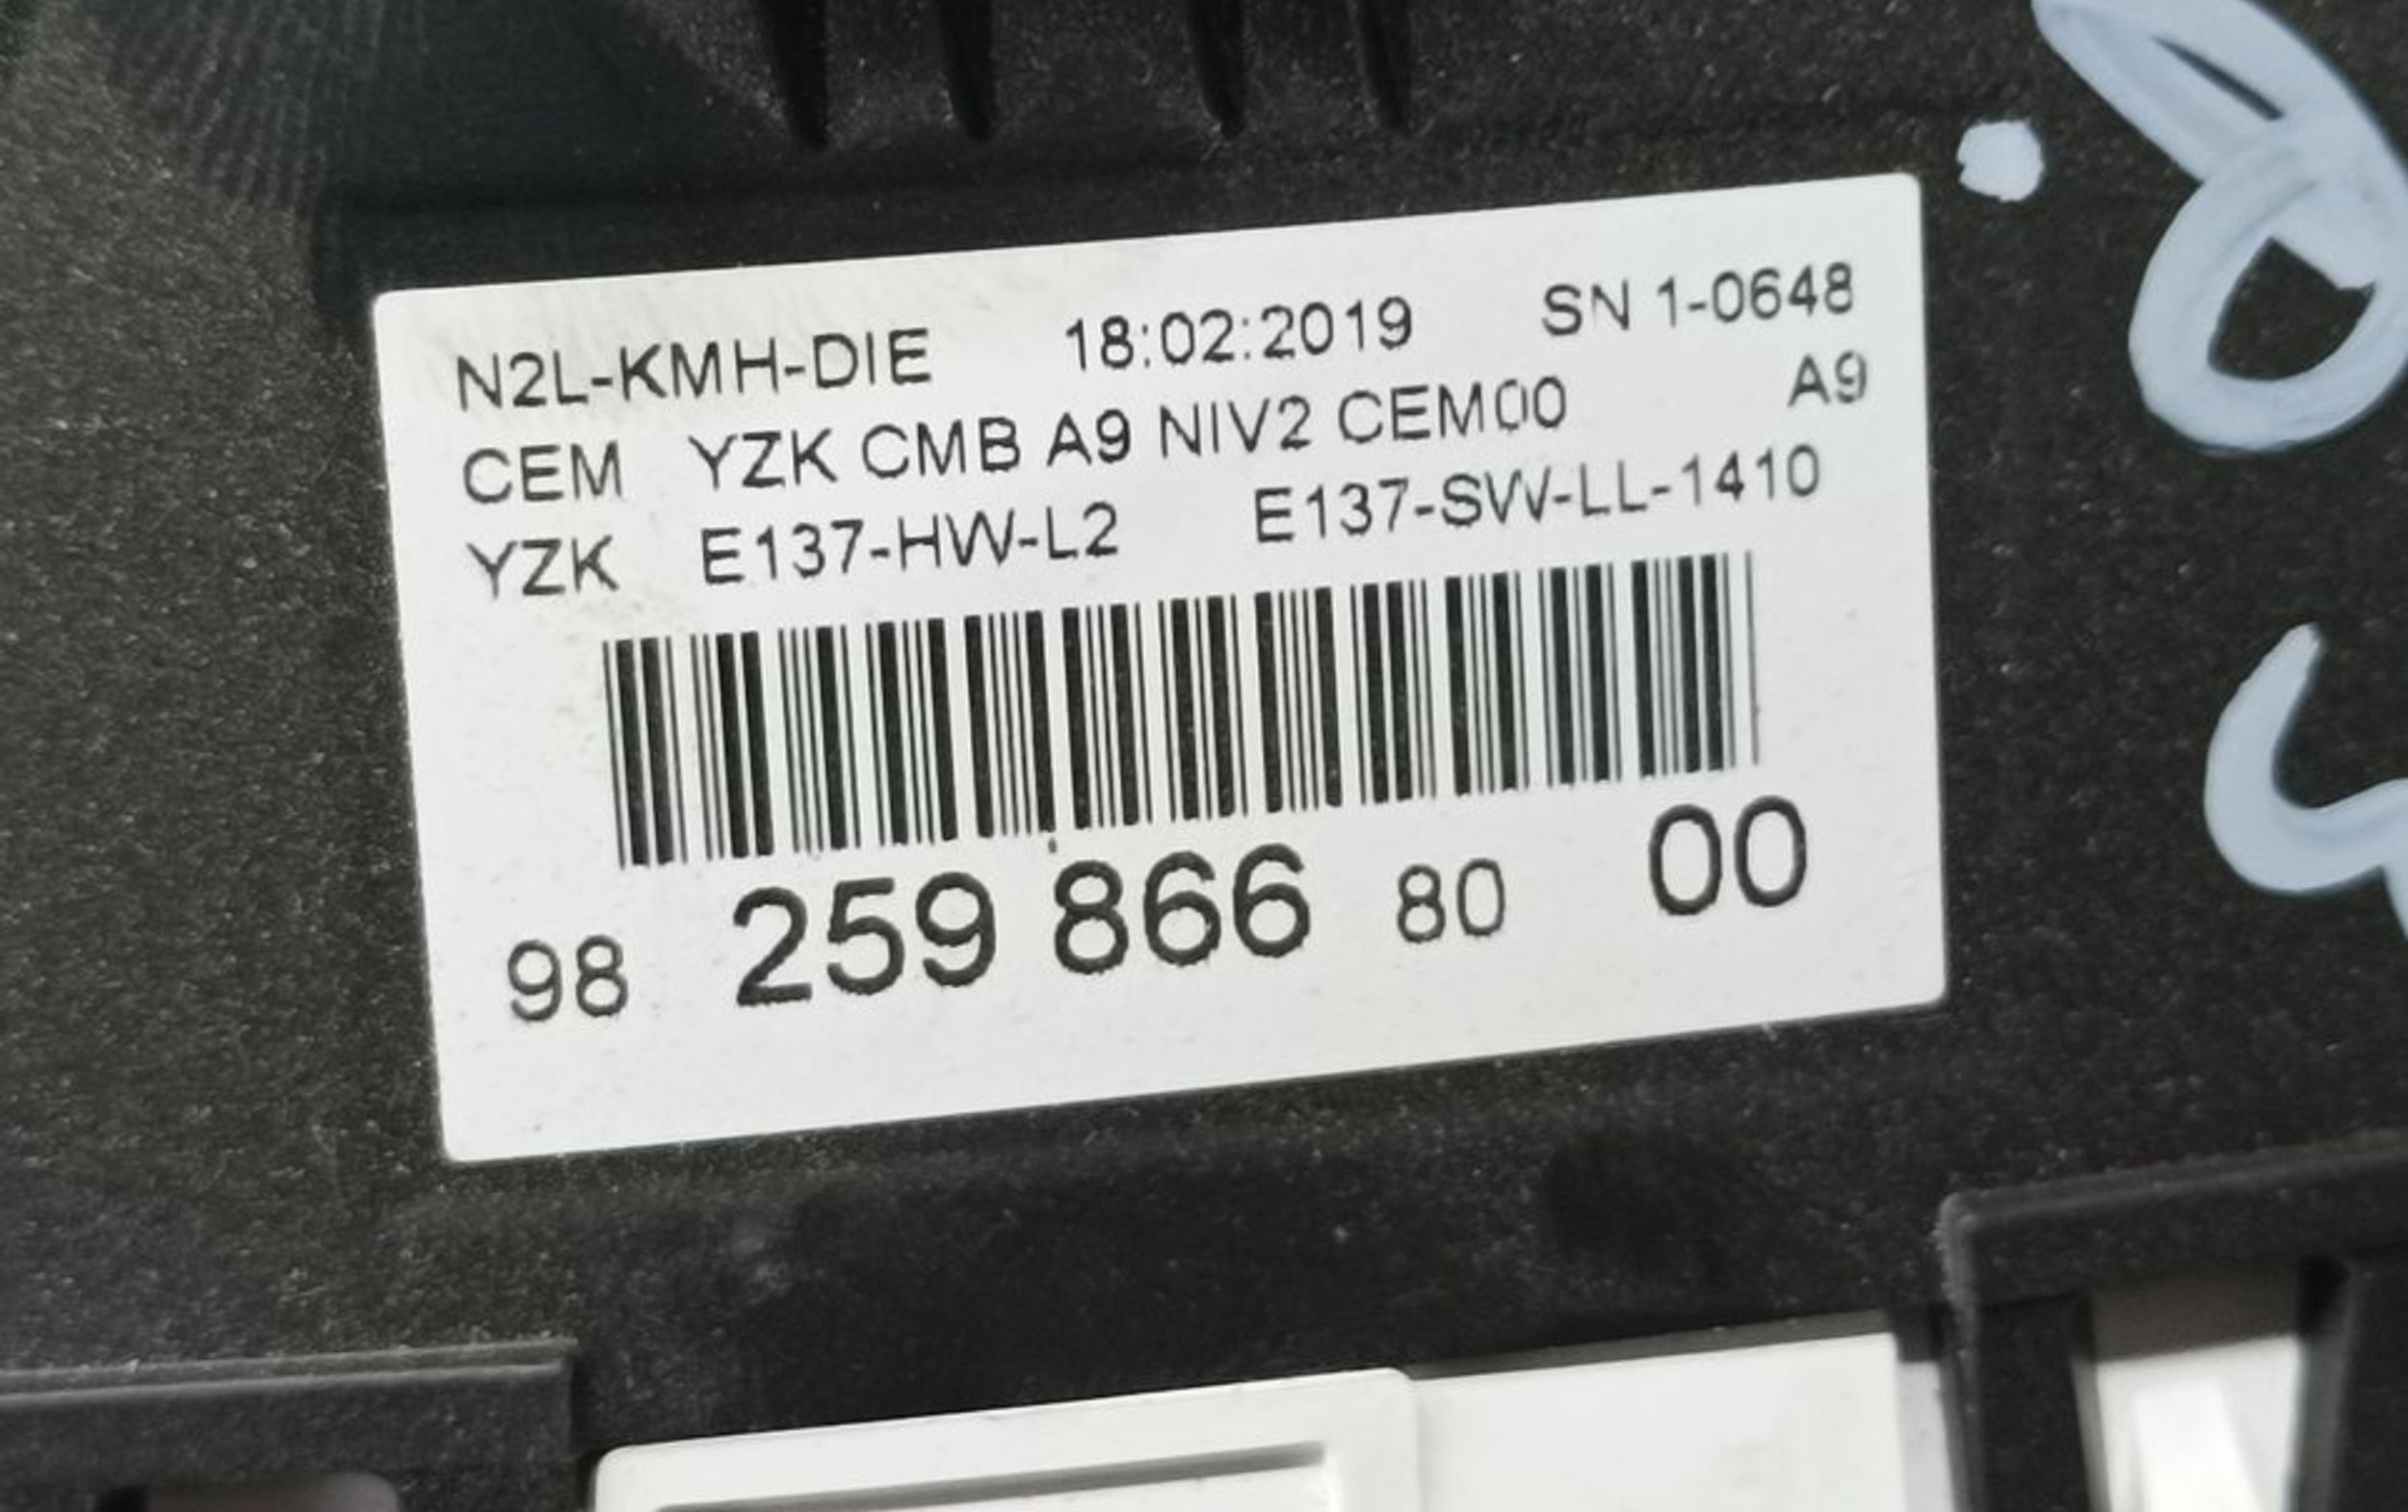 N2L-KMH-DIE 18:02:2019 SN 1-0648
CEM YZK CMB A9 NIV2 CEM00 A9
YZK E137-HW-L2 E137-SW-LL-1410
98 259 866 80 00